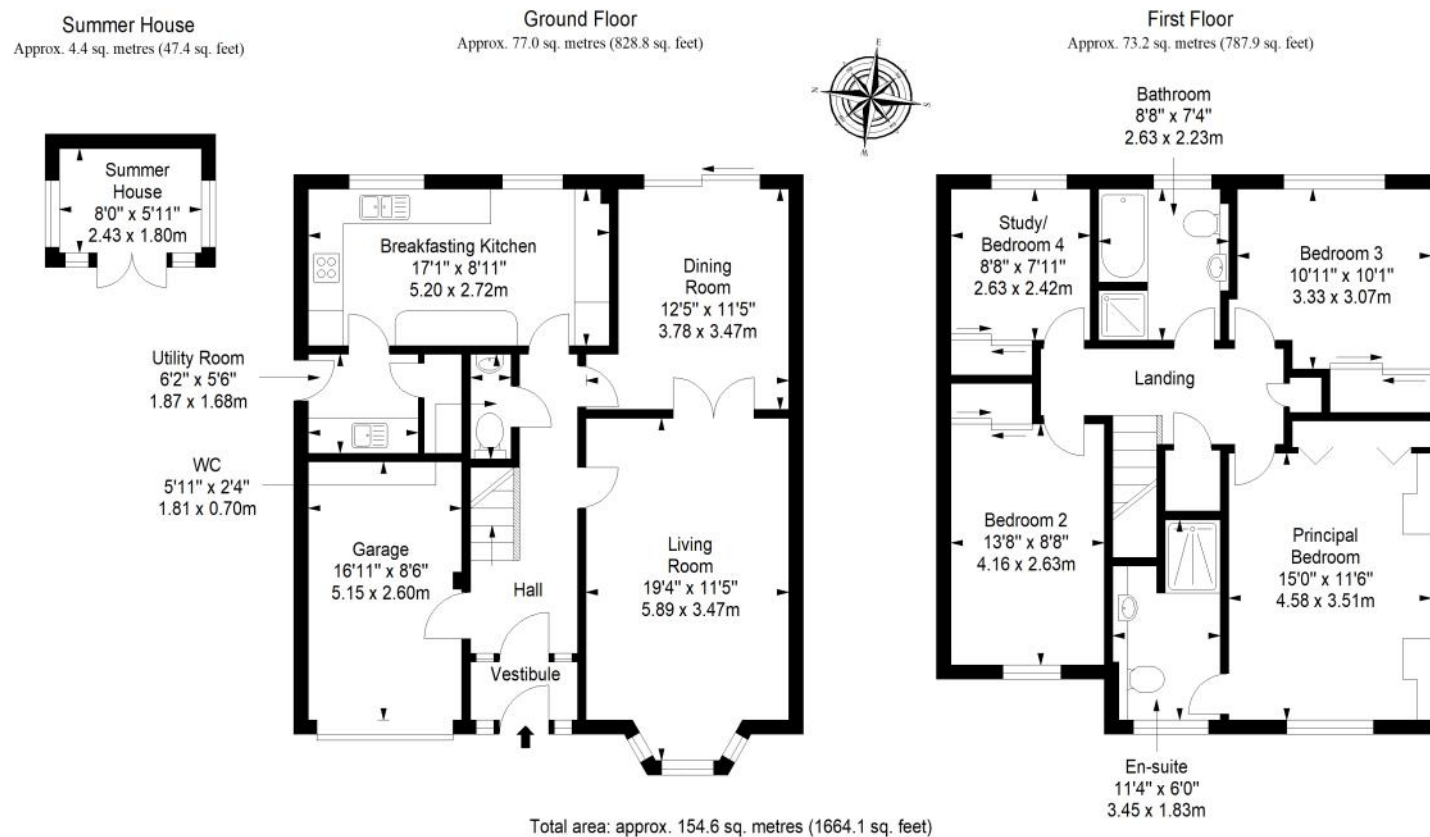 Summer House
Approx. 4.4 sq. metres (47.4 sq. feet)
Ground Floor
Approx. 77.0 sq. metres (828.8 sq. feet)
First Floor
Approx. 73.2 sq. metres (787.9 sq. feet)
E
N
S
W
Summer
House
8'0" x 5'11"
2.43 x 1.80m
Breakfasting Kitchen
17'1" x 8'11"
5.20 x 2.72m
Dining
Room
12'5" x 11'5"
3.78 x 3.47m
Utility Room
6'2" x 5'6"
1.87 x 1.68m
WC
5'11" x 2'4"
1.81 x 0.70m
Garage
16'11" x 8'6"
5.15 x 2.60m
Hall
Living
Room
19'4" x 11'5"
5.89 x 3.47m
Vestibule
Bathroom
8'8" x 7'4"
2.63 x 2.23m
Study/
Bedroom 4
8'8" x 7'11"
2.63 x 2.42m
Bedroom 3
10'11" x 10'1"
3.33 x 3.07m
Landing
Bedroom 2
13'8" x 8'8"
4.16 x 2.63m
Principal
Bedroom
15'0" x 11'6"
4.58 x 3.51m
En-suite
11'4" x 6'0"
3.45 x 1.83m
Total area: approx. 154.6 sq. metres (1664.1 sq. feet)